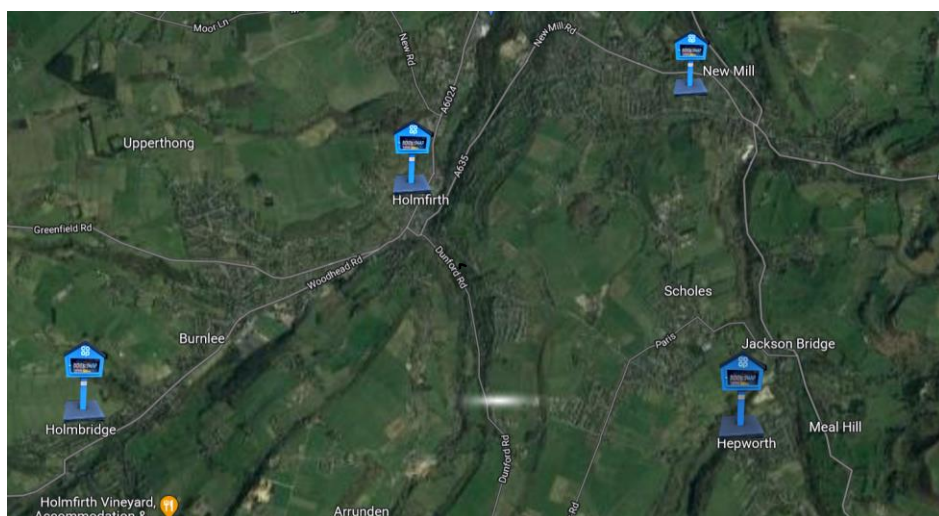 Moor Ln
New Rd
New Mill Rd
New Mill
A6024
Upperthong
A635
Holmfirth
Greenfield Rd
Woodhead Rd
Dunford Rd
Scholes
Burnlee
Paris
Jackson Bridge
Holmbridge
Meal Hill
Hepworth
Dunford Rd
Holmfirth Vineyard,
Accommodation &
Arrunden
Rd